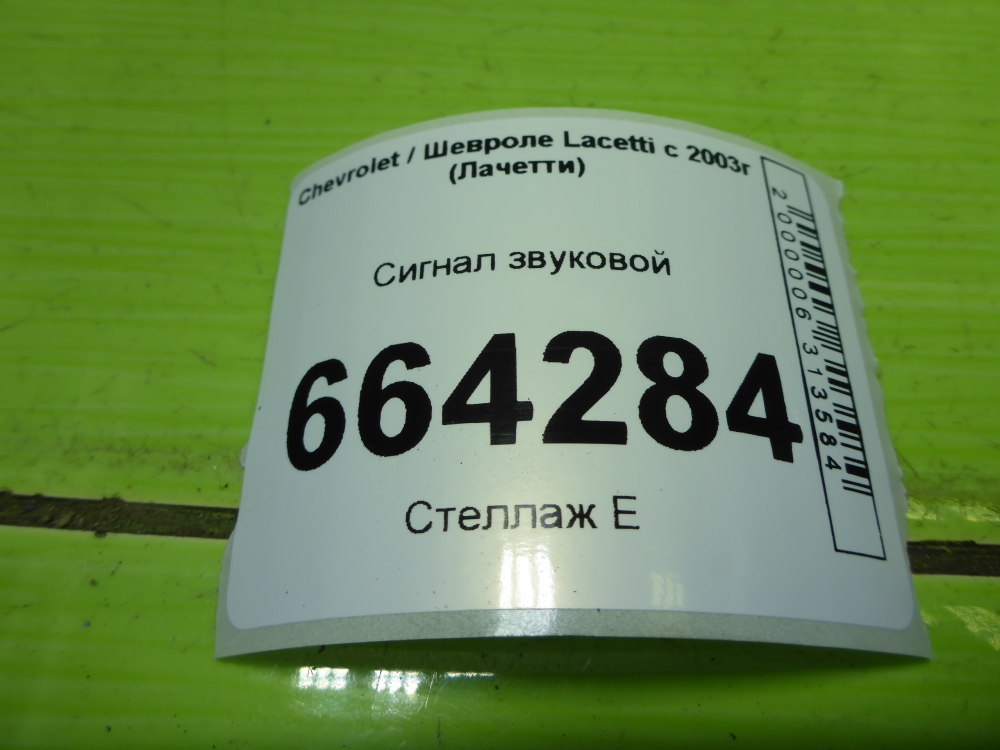 Chevrolet / Шевроле Lacetti с 2003г
(Лачетти)
Сигнал звуковой
664284
Стеллаж Е
2000006313584